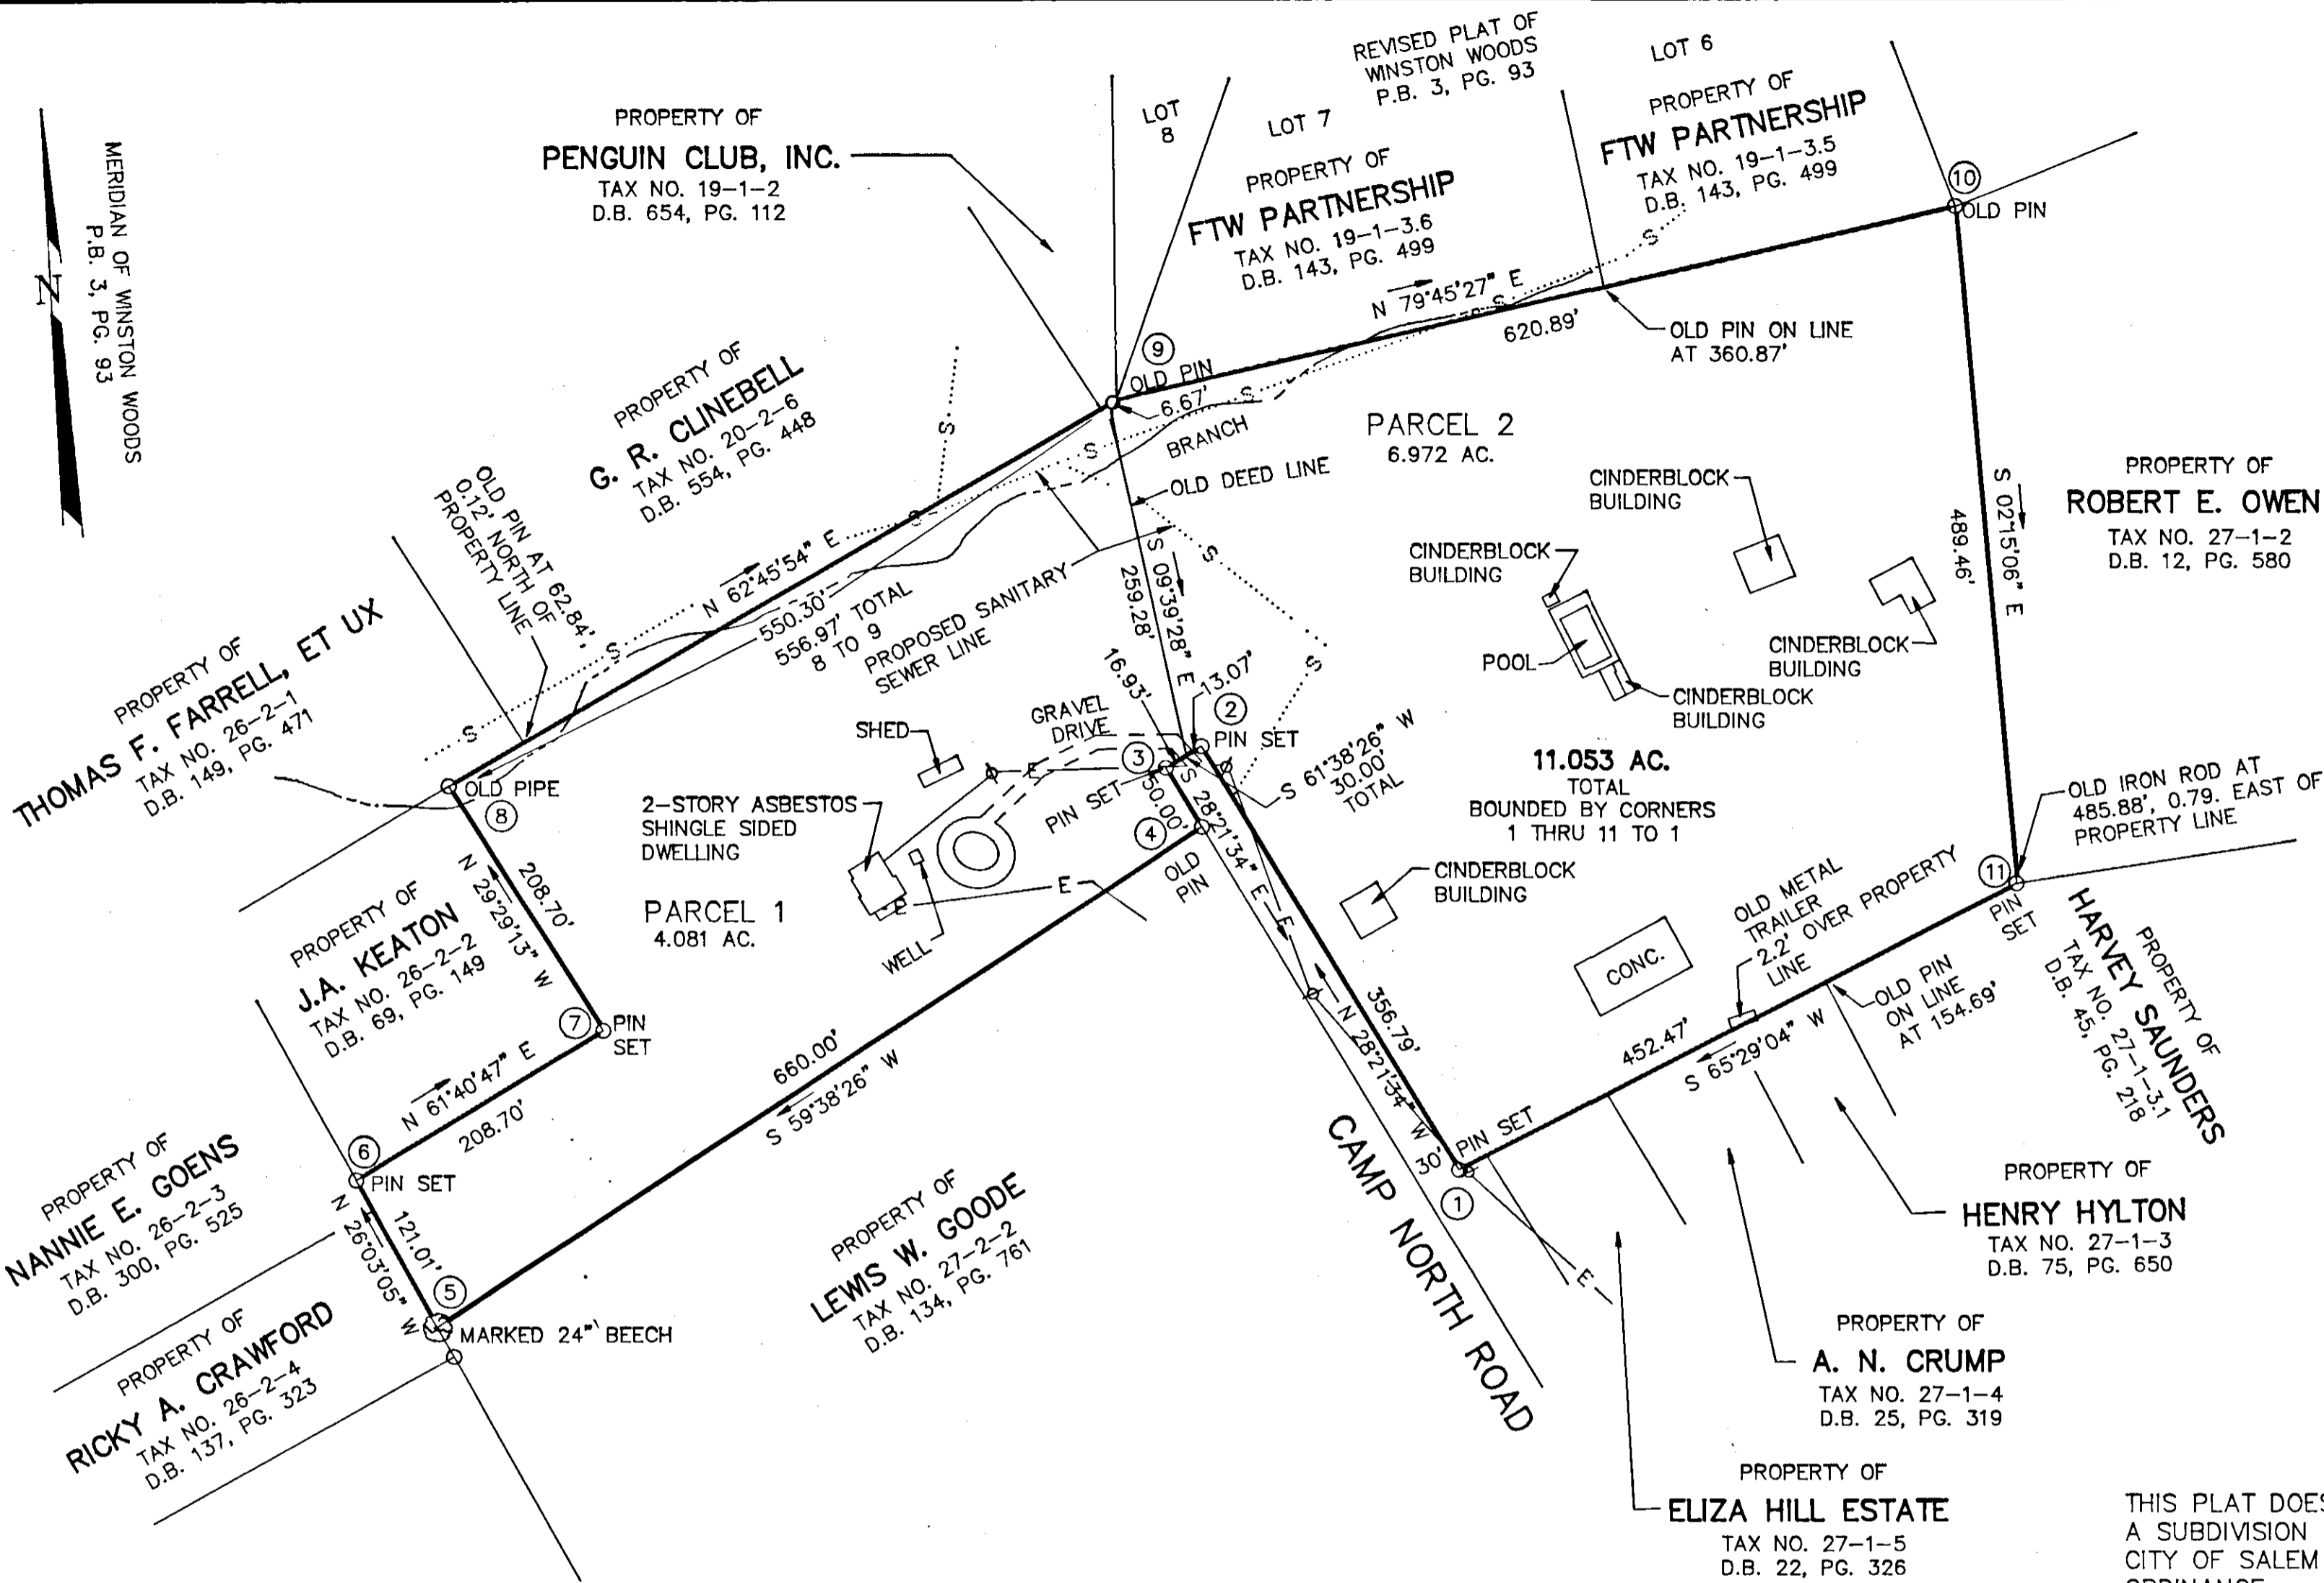 MERIDIAN OF WINSTON WOODS
P.B. 3, PG. 93
N
PROPERTY OF
PENGUIN CLUB, INC.
TAX NO. 19-1-2
D.B. 654, PG. 112
LOT
8
LOT 7
REVISED PLAT OF
WINSTON WOODS
P.B. 3, PG. 93
LOT 6
PROPERTY OF
FTW PARTNERSHIP
TAX NO. 19-1-3.6
D.B. 143, PG. 499
PROPERTY OF
FTW PARTNERSHIP
TAX NO. 19-1-3.5
D.B. 143, PG. 499
10
OLD PIN
S
N 79°45'27" E
S
620.89'
OLD PIN ON LINE
AT 360.87'
9
OLD PIN
6.67'
S
S
BRANCH
OLD DEED LINE
PARCEL 2
6.972 AC.
PROPERTY OF
G. R. CLINEBELL
TAX NO. 20-2-6
D.B. 554, PG. 448
S
S
OLD PIN AT 62.84',
0.12' NORTH OF
PROPERTY LINE
N 62°45'54" E
550.30'
556.97' TOTAL
8 TO 9
PROPOSED SANITARY
SEWER LINE
S 09°39'28" E
259.28'
S
S
S
S
CINDERBLOCK
BUILDING
CINDERBLOCK
BUILDING
POOL
CINDERBLOCK
BUILDING
CINDERBLOCK
BUILDING
S 02°15'06" E
489.46'
PROPERTY OF
ROBERT E. OWEN
TAX NO. 27-1-2
D.B. 12, PG. 580
PROPERTY OF
THOMAS F. FARRELL, ET UX
TAX NO. 26-2-1
D.B. 149, PG. 471
OLD PIPE
8
SHED
GRAVEL
DRIVE
E
16.93'
13.07'
2
PIN SET
3
PIN SET
S 61°38'26" W
30.00'
TOTAL
50.00'
S 28°21'34" E
4
OLD
PIN
11.053 AC.
TOTAL
BOUNDED BY CORNERS
1 THRU 11 TO 1
OLD IRON ROD AT
485.88', 0.79. EAST OF
PROPERTY LINE
2-STORY ASBESTOS
SHINGLE SIDED
DWELLING
E
E
WELL
PARCEL 1
4.081 AC.
N 29°29'13" W
208.70'
PROPERTY OF
J.A. KEATON
TAX NO. 26-2-2
D.B. 69, PG. 149
7
PIN
SET
CINDERBLOCK
BUILDING
E
CONC.
OLD METAL
TRAILER
2.2' OVER PROPERTY
LINE
11
PIN
SET
OLD PIN
ON LINE
AT 154.69'
PROPERTY OF
HARVEY SAUNDERS
TAX NO. 27-1-3.1
D.B. 45, PG. 218
356.79'
N 28°21'34" W
452.47'
S 65°29'04" W
660.00'
S 59°38'26" W
N 61°40'47" E
208.70'
6
PIN SET
PROPERTY OF
NANNIE E. GOENS
TAX NO. 26-2-3
D.B. 300, PG. 525
121.01'
N 26°03'05" W
5
MARKED 24" BEECH
PROPERTY OF
RICKY A. CRAWFORD
TAX NO. 26-2-4
D.B. 137, PG. 323
PROPERTY OF
LEWIS W. GOODE
TAX NO. 27-2-2
D.B. 134, PG. 761
CAMP NORTH ROAD
30'
PIN SET
1
E
PROPERTY OF
HENRY HYLTON
TAX NO. 27-1-3
D.B. 75, PG. 650
PROPERTY OF
A. N. CRUMP
TAX NO. 27-1-4
D.B. 25, PG. 319
PROPERTY OF
ELIZA HILL ESTATE
TAX NO. 27-1-5
D.B. 22, PG. 326
THIS PLAT DOES
A SUBDIVISION
CITY OF SALEM